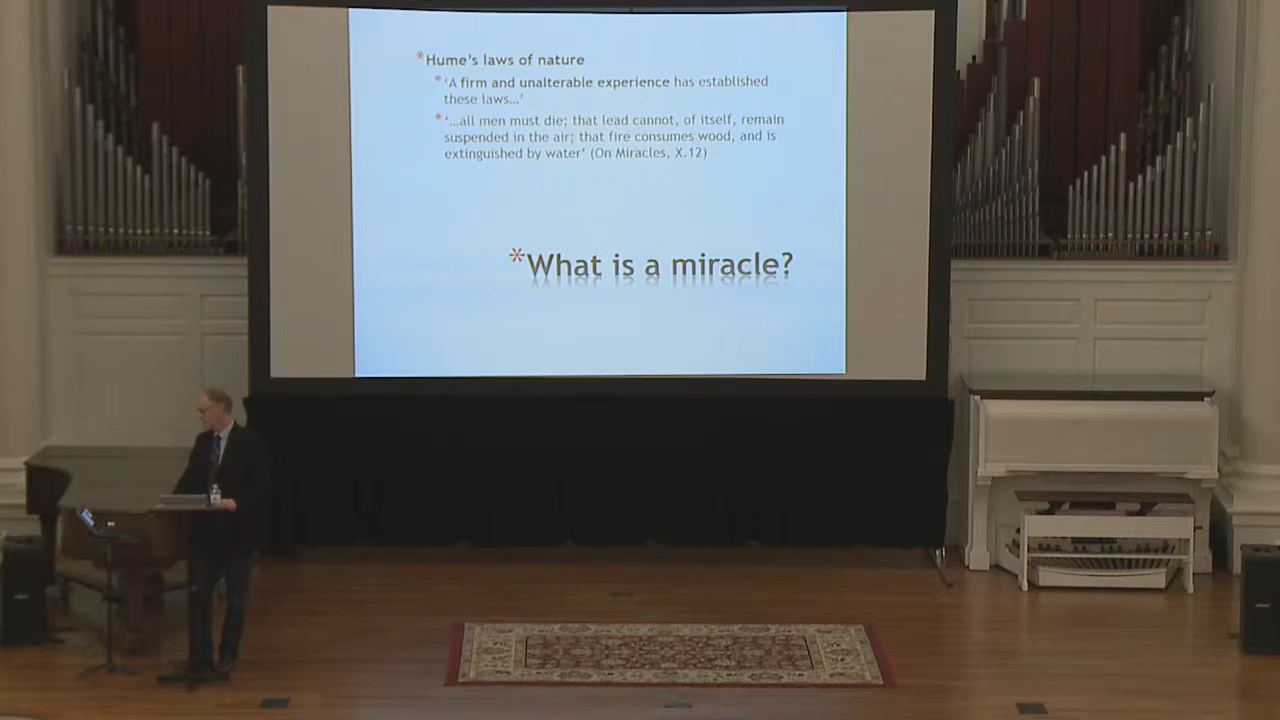 *Hume's laws of nature
*'A firm and unalterable experience has established
these laws...'
*'...all men must die; that lead cannot, of itself, remain
suspended in the air; that fire consumes wood, and is
extinguished by water' (On Miracles, X.12)
*What is a miracle?